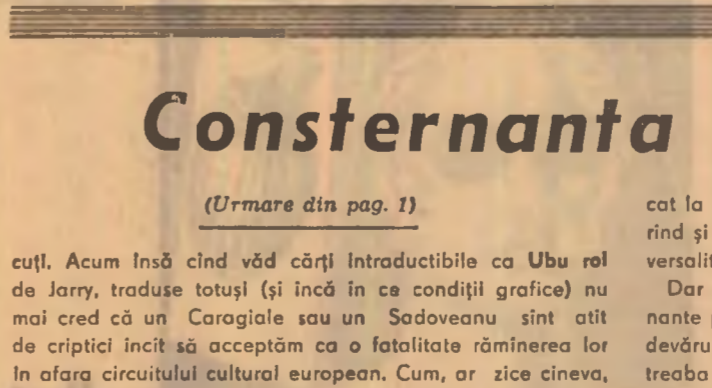 Consternanta
(Urmare din pag. 1)
cuți. Acum însă cînd văd cărți intraductibile ca Ubu roi
de Jarry, traduse totuși (și încă în ce condiții grafice) nu
mai cred că un Caragiale sau un Sadoveanu sînt atît
de criptici încît să acceptăm ca o fatalitate rămînerea lor
în afara circuitului cultural european. Cum, ar zice cineva,
cat la
rind și
versalit
Dar
nante
devăru
treaba